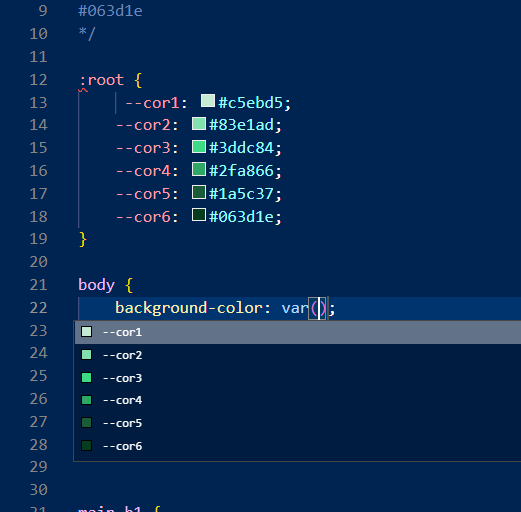 9 #063d1e
10 */
11
12 :root {
13 --cor1: #c5ebd5;
14 --cor2: #83e1ad;
15 --cor3: #3ddc84;
16 --cor4: #2fa866;
17 --cor5: #1a5c37;
18 --cor6: #063d1e;
19 }
20
21 body {
22 background-color: var();
23 --cor1
24 --cor2
25 --cor3
26 --cor4
27 --cor5
28 --cor6
29
30
31 main h1 {